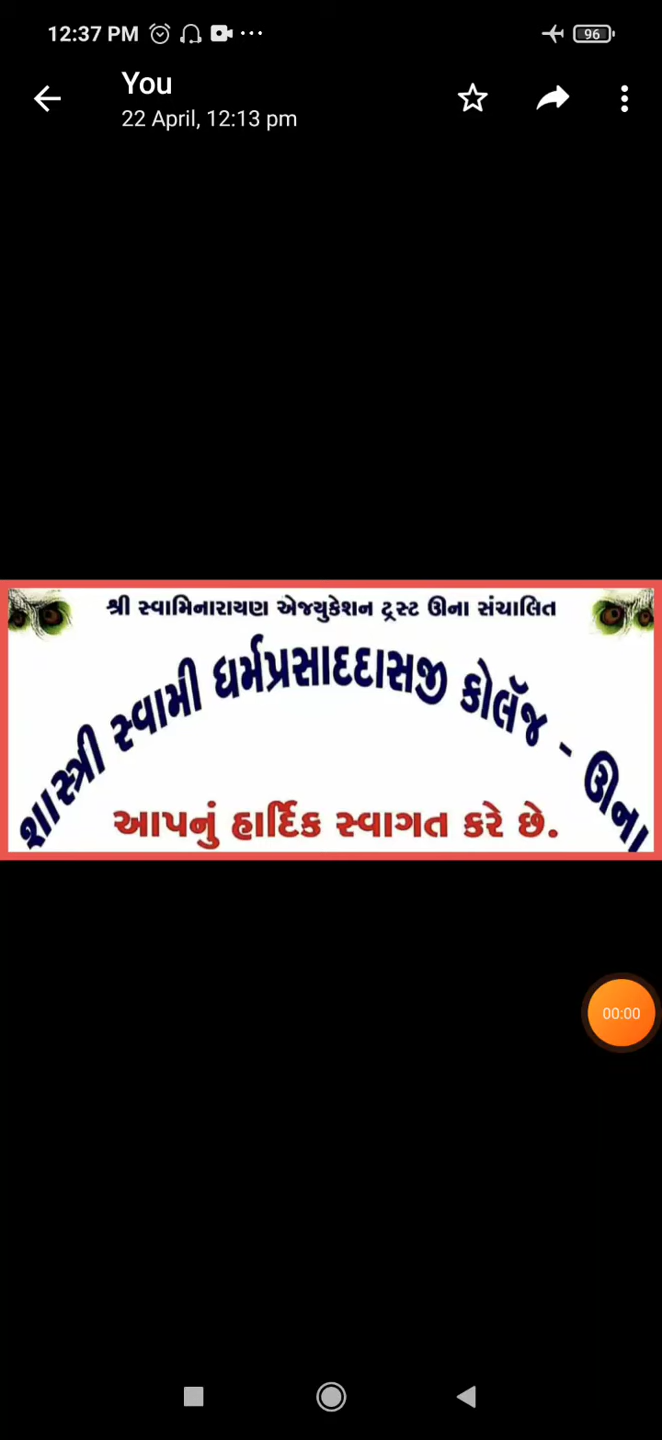 12:37 PM
96
You
22 April, 12:13 pm
શ્રી સ્વામિનારાયણ એજ્યુકેશન ટ્રસ્ટ ઊના સંચાલિત
શાસ્ત્રી સ્વામી ધર્મપ્રસાદદાસજી કોલૅજ - ઊના
આપનું હાર્દિક સ્વાગત કરે છે.
00:00